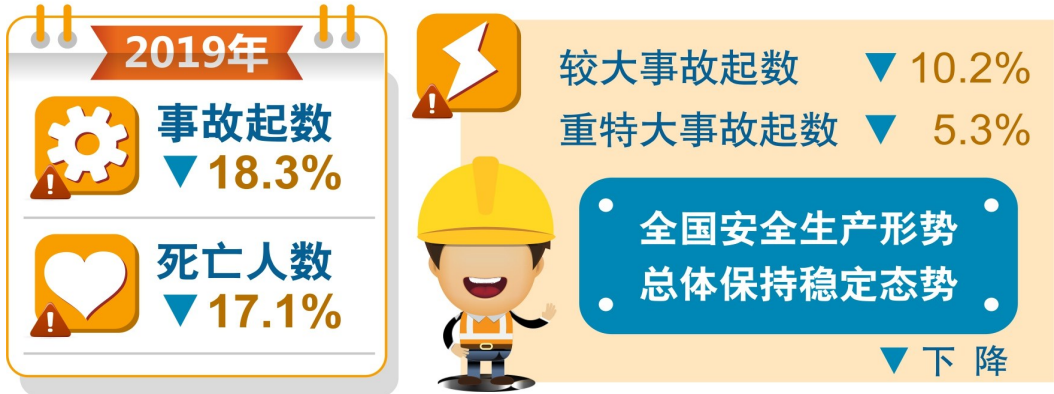 2019年
事故起数
▼18.3%
死亡人数
▼17.1%
较大事故起数 ▼10.2%
重特大事故起数 ▼5.3%
全国安全生产形势
总体保持稳定态势
▼下降